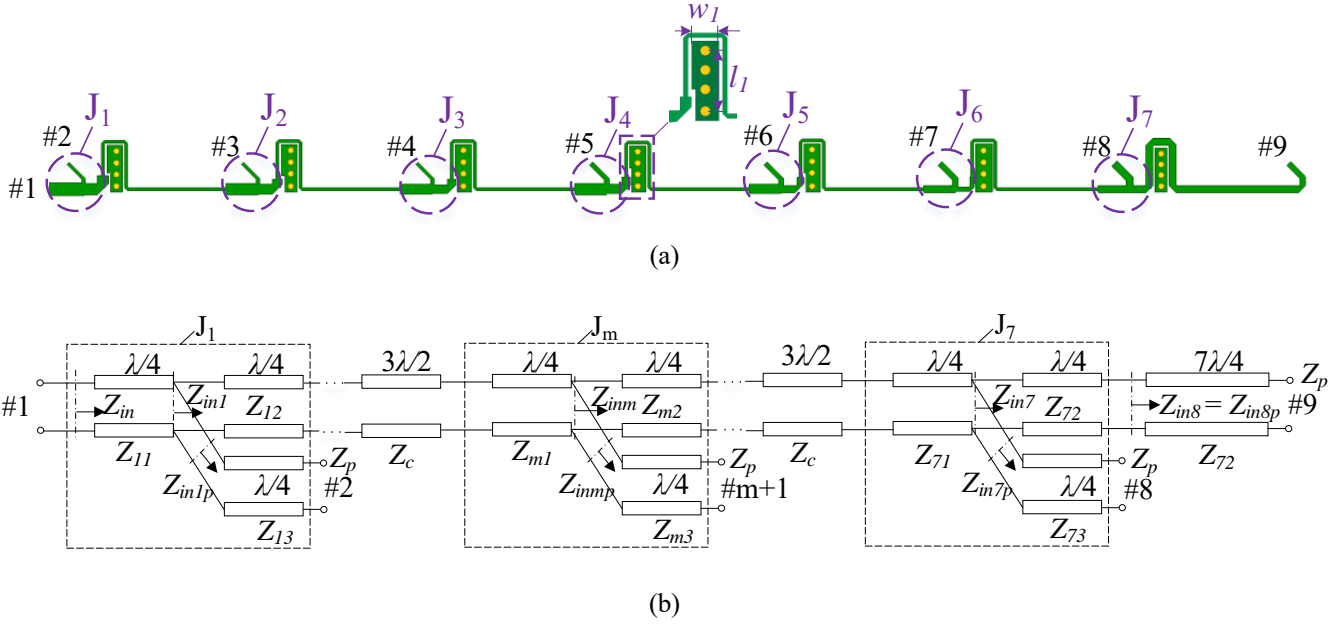 w₁
l₁
J₁ J₂ J₃ J₄ J₅ J₆ J₇
#2 #3 #4 #5 #6 #7 #8 #9
#1
(a)
J₁ Jₘ J₇
λ/4 λ/4 3λ/2 λ/4 λ/4 3λ/2 λ/4 λ/4 7λ/4 Zₚ
#1 Zᵢₙ Zᵢₙ₁ Z₁₂ Zᵢₙₘ Zₘ₂ Zᵢₙ₇ Z₇₂ Zᵢₙ₈ = Zᵢₙ₈ₚ #9
Z₁₁ Zᵢₙ₁ₚ Zₚ Z_c Zₘ₁ Zᵢₙₘₚ Zₚ Z_c Z₇₁ Zᵢₙ₇ₚ Zₚ Z₇₂
λ/4 #2 λ/4 #m+1 λ/4 #8
Z₁₃ Zₘ₃ Z₇₃
(b)